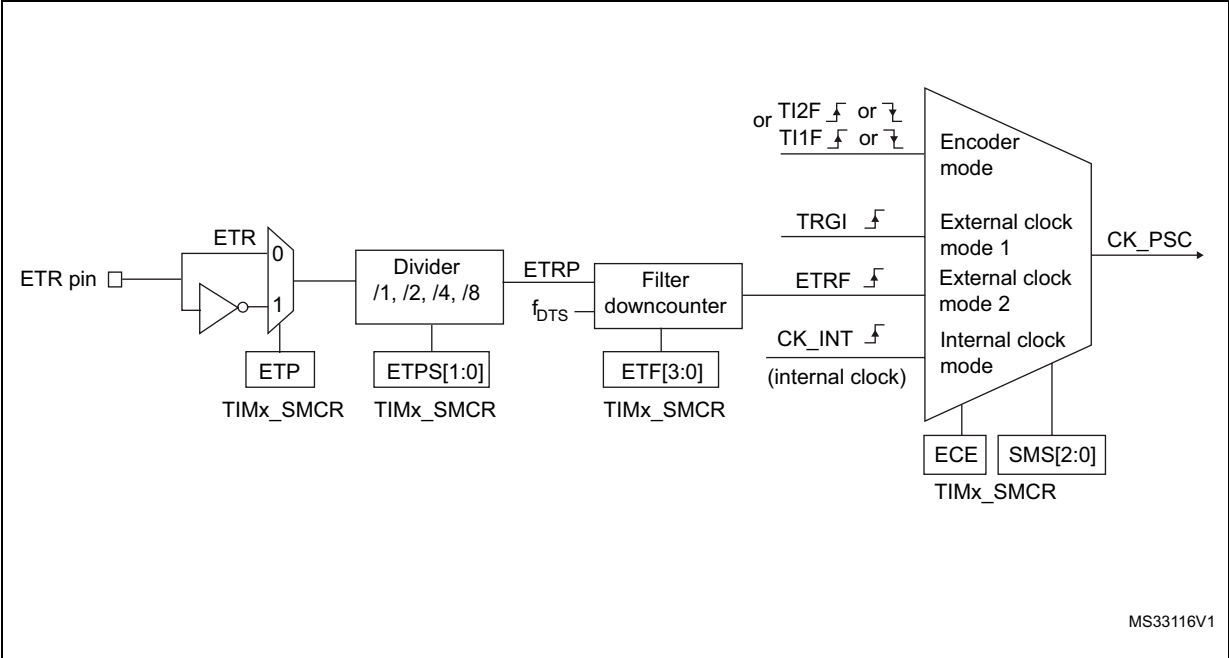 or TI2F or
TI1F or
Encoder
mode
TRGI
External clock
mode 1
CK_PSC
ETR
0
ETR pin
1
Divider
/1, /2, /4, /8
ETRP
f_DTS
Filter
downcounter
ETRF
External clock
mode 2
CK_INT
(internal clock)
Internal clock
mode
ETP
TIMx_SMCR
ETPS[1:0]
TIMx_SMCR
ETF[3:0]
TIMx_SMCR
ECE
SMS[2:0]
TIMx_SMCR
MS33116V1